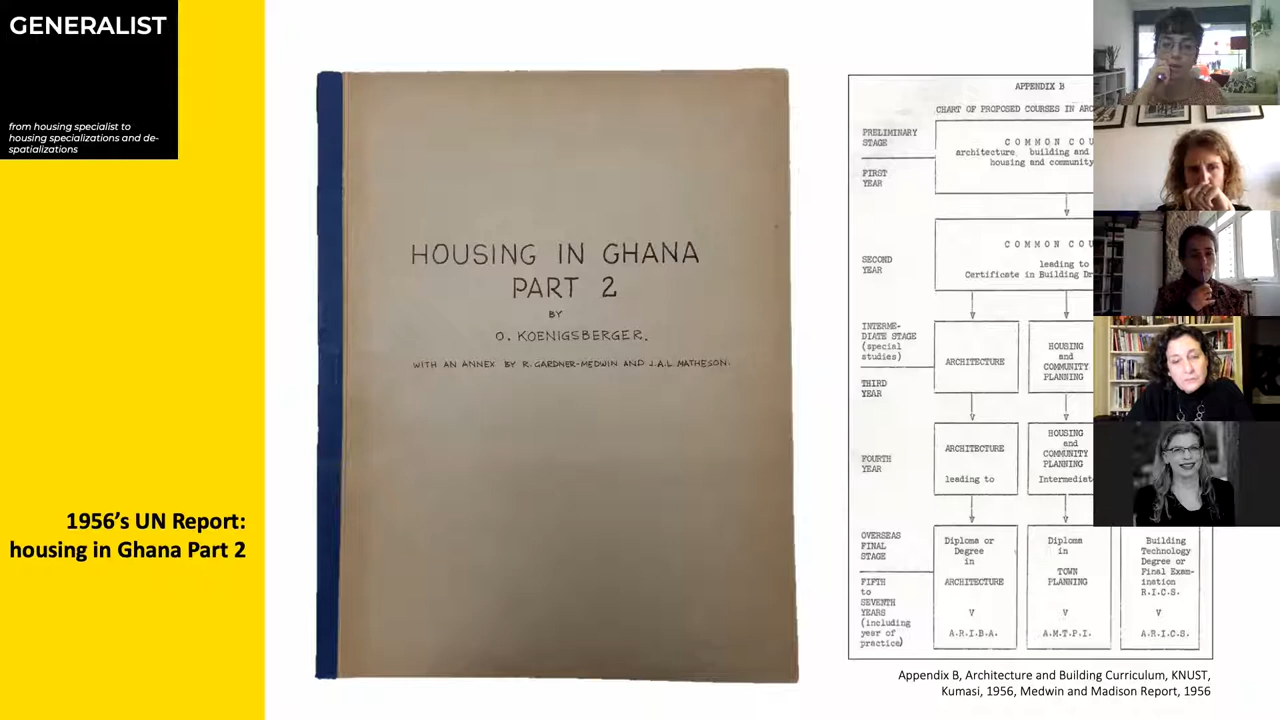 GENERALIST
from housing specialist to
housing specializations and de-
spatializations
1956's UN Report:
housing in Ghana Part 2
HOUSING IN GHANA
PART 2
BY
O. KOENIGSBERGER.
WITH AN ANNEX BY R. GARDNER-MEDWIN AND J.A.L MATHESON.
APPENDIX B
CHART OF PROPOSED COURSES IN
PRELIMINARY
STAGE
FIRST
YEAR
COMMON
architecture building and
housing and community
SECOND
YEAR
COMMON
leading to
Certificate in Building
INTERME-
DIATE STAGE
(special
studies)
THIRD
YEAR
ARCHITECTURE
HOUSING
and
COMMUNITY
PLANNING
FOURTH
YEAR
ARCHITECTURE
leading to
HOUSING
and
COMMUNITY
PLANNING
OVERSEAS
FINAL
STAGE
FIFTH
to
SEVENTH
YEARS
(including
year of
practice)
Diploma or
Degree
in
ARCHITECTURE
V
A.R.I.B.A.
Diploma
in
TOWN
PLANNING
V
A.M.T.P.I.
Building
Technology
Degree or
Final Exam-
ination
R.I.C.S.
V
A.R.I.C.S.
Appendix B, Architecture and Building Curriculum, KNUST,
Kumasi, 1956, Medwin and Madison Report, 1956